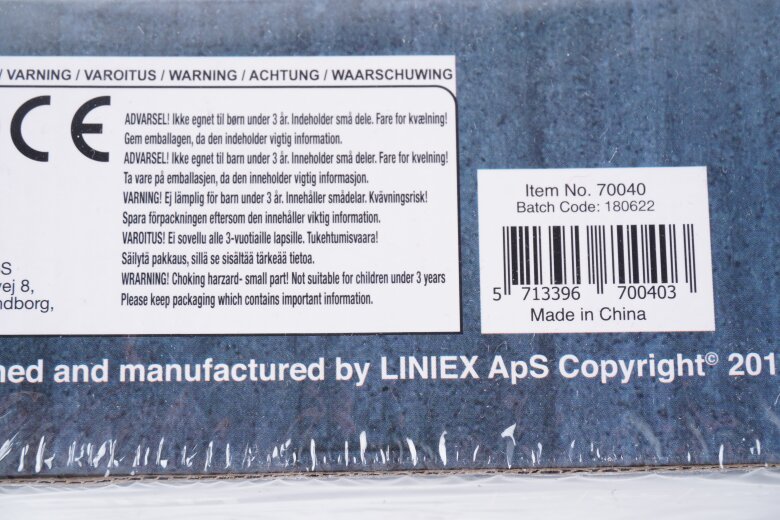 / VARNING / VAROITUS / WARNING / ACHTUNG / WAARSCHUWING
CE
ADVARSEL! Ikke egnet til børn under 3 år. Indeholder små dele. Fare for kvælning!
Gem emballagen, da den indeholder vigtig information.
ADVARSEL! Ikke egnet til barn under 3 år. Inneholder små deler. Fare for kvelning!
Ta vare på emballasjen, da den inneholder viktig informasjon.
VARNING! Ej lämplig för barn under 3 år. Innehåller smådelar. Kvävningsrisk!
Spara förpackningen eftersom den innehåller viktig information.
VAROITUS! Ei sovellu alle 3-vuotiaille lapsille. Tukehtumisvaara!
Säilytä pakkaus, sillä se sisältää tärkeää tietoa.
WRARNING! Choking harzard- small part! Not suitable for children under 3 years
Please keep packaging which contains important information.
S
vej 8,
ndborg,
Item No. 70040
Batch Code: 180622
5 713396 700403
Made in China
ned and manufactured by LINIEX ApS Copyright© 201